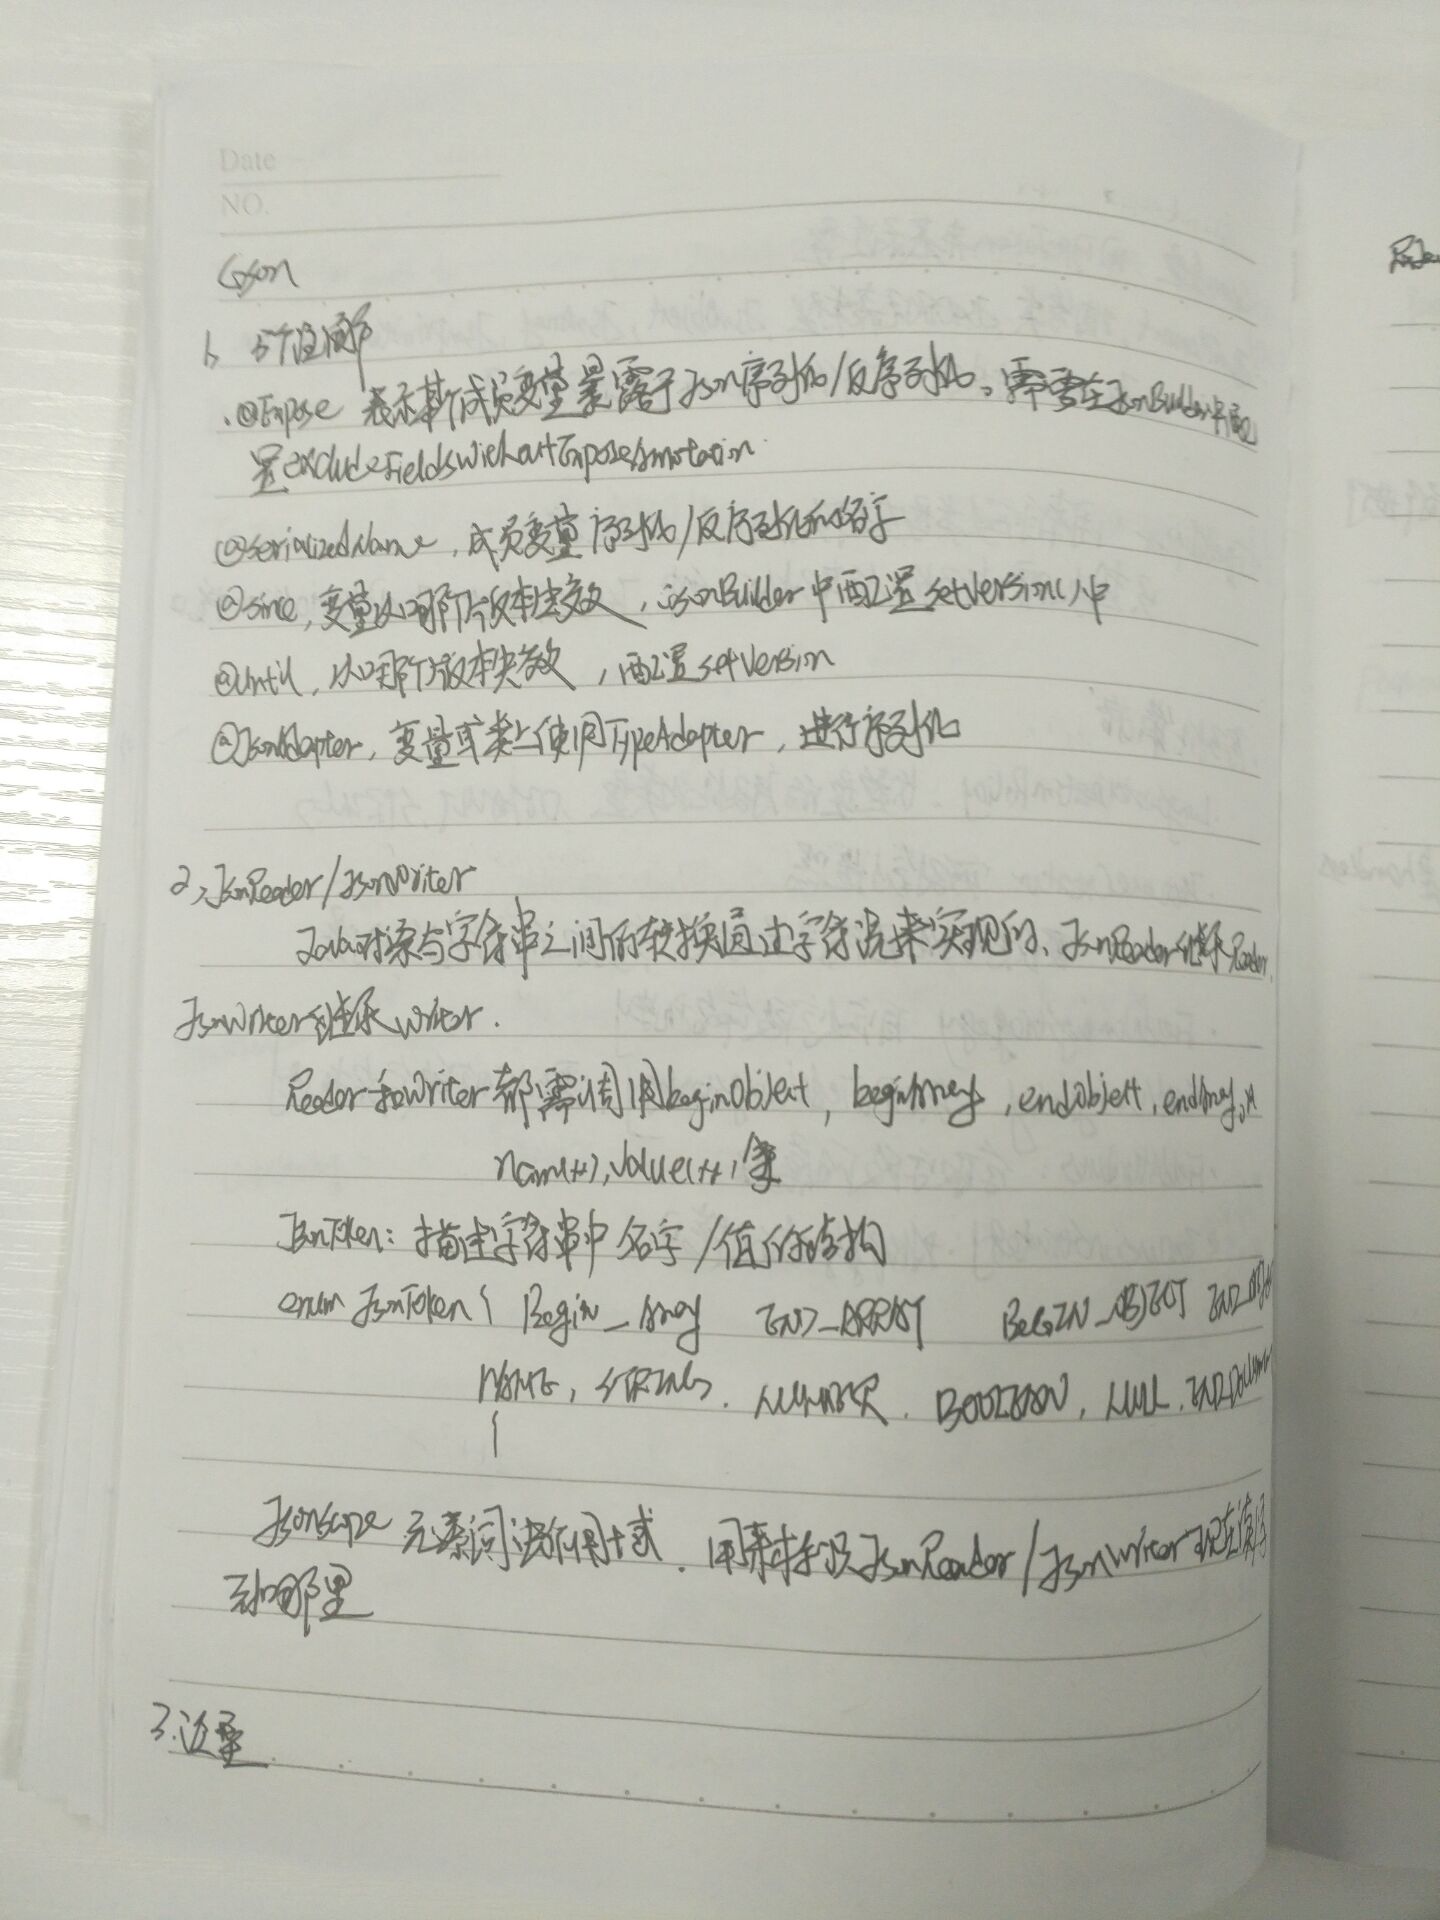 Date
NO.
Gson
1、5个注解
.@Expose 表示某个成员变量暴露于Json序列化/反序列化。需要在JsonBuilder中配
置excludeFieldsWithoutExposeAnnotation.
@SerializedName,成员变量序列化/反序列化的名字
@since,变量从哪个版本生效,JsonBuilder中配置setVersion()中
@Until,从哪个版本失效,配置setVersion
@JsonAdapter,变量或类上使用TypeAdapter,进行序列化
2、JsonReader/JsonWriter
Java对象与字符串之间的转换通过字符流来实现的、JsonReader继承Reader,
JsonWriter继承Writer.
Reader和Writer都需调用beginObject, beginArray, endObject, endArray,
name(), value(), 等
JsonToken:描述字符串中名字/值的结构
enum JsonToken{ Begin_Array END_ARRAY BEGIN_OBJECT END_OBJECT
NAME, STRING, NUMBER, BOOLEAN, NULL, END_DOCUMENT
}
JsonScope 元素词法作用域.用来标识JsonReader/JsonWriter现在读写
到哪里
3.